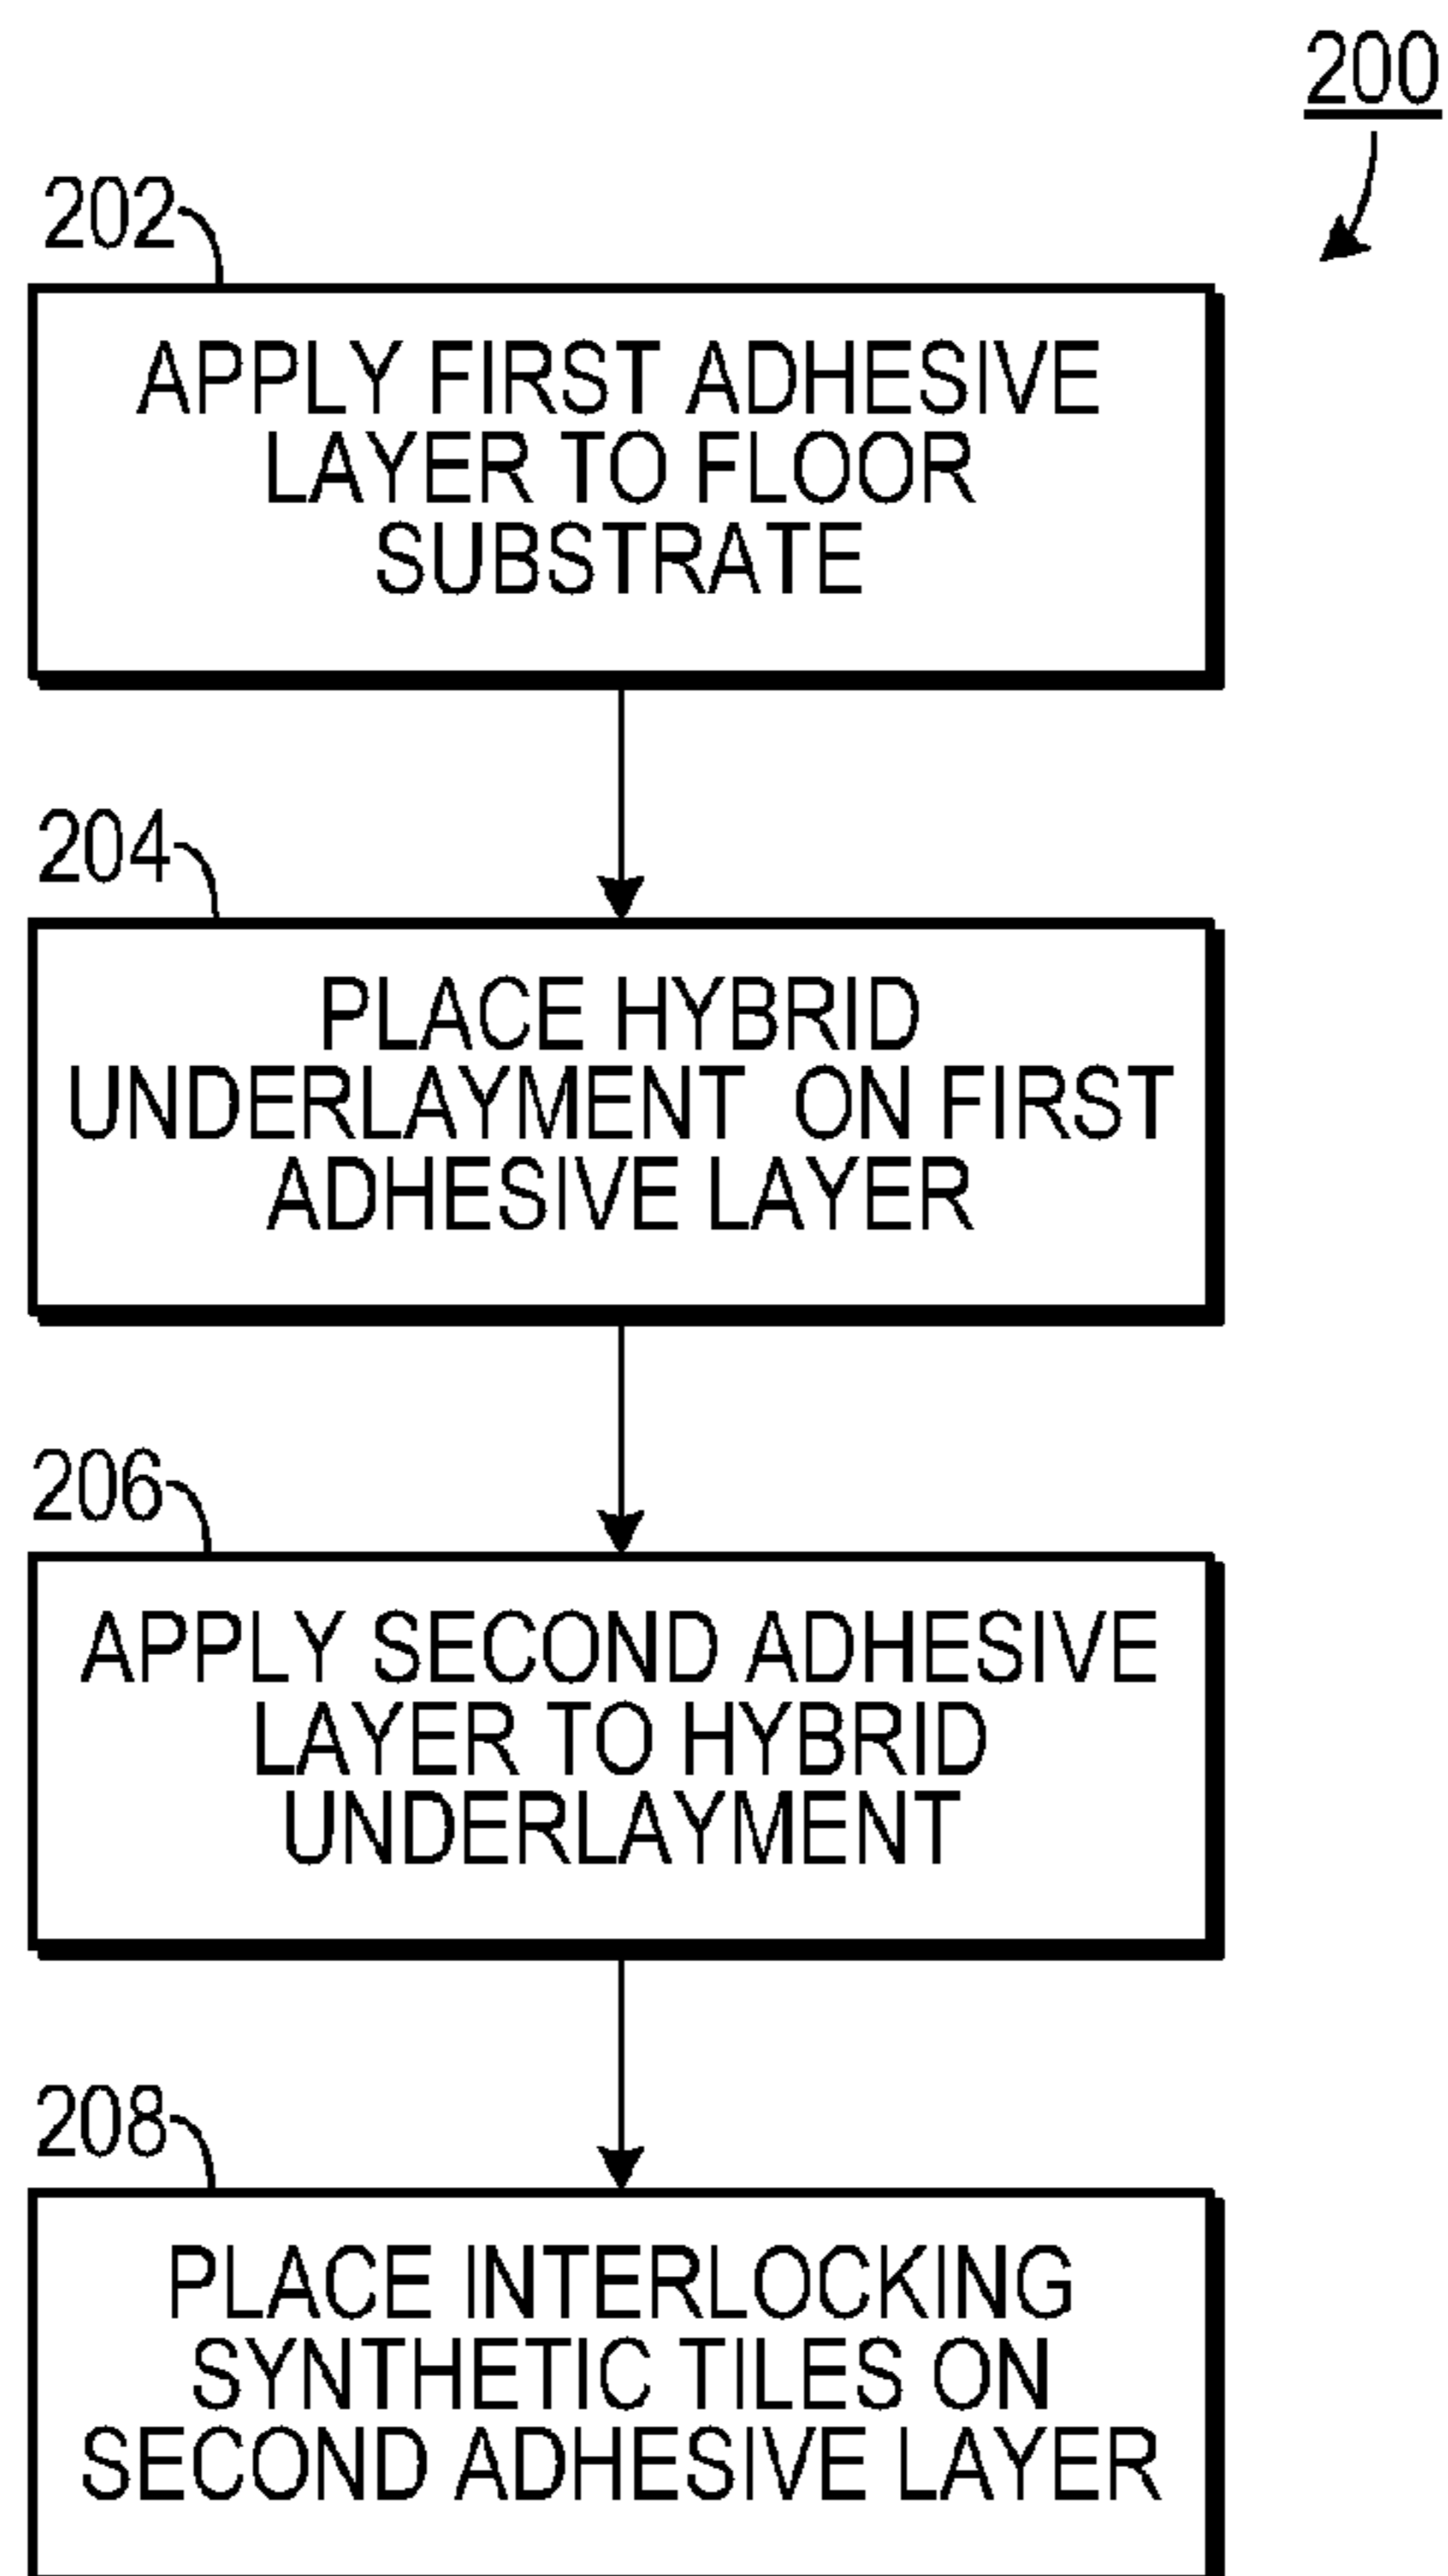 200
202
APPLY FIRST ADHESIVE
LAYER TO FLOOR
SUBSTRATE
204
PLACE HYBRID
UNDERLAYMENT ON FIRST
ADHESIVE LAYER
206
APPLY SECOND ADHESIVE
LAYER TO HYBRID
UNDERLAYMENT
208
PLACE INTERLOCKING
SYNTHETIC TILES ON
SECOND ADHESIVE LAYER